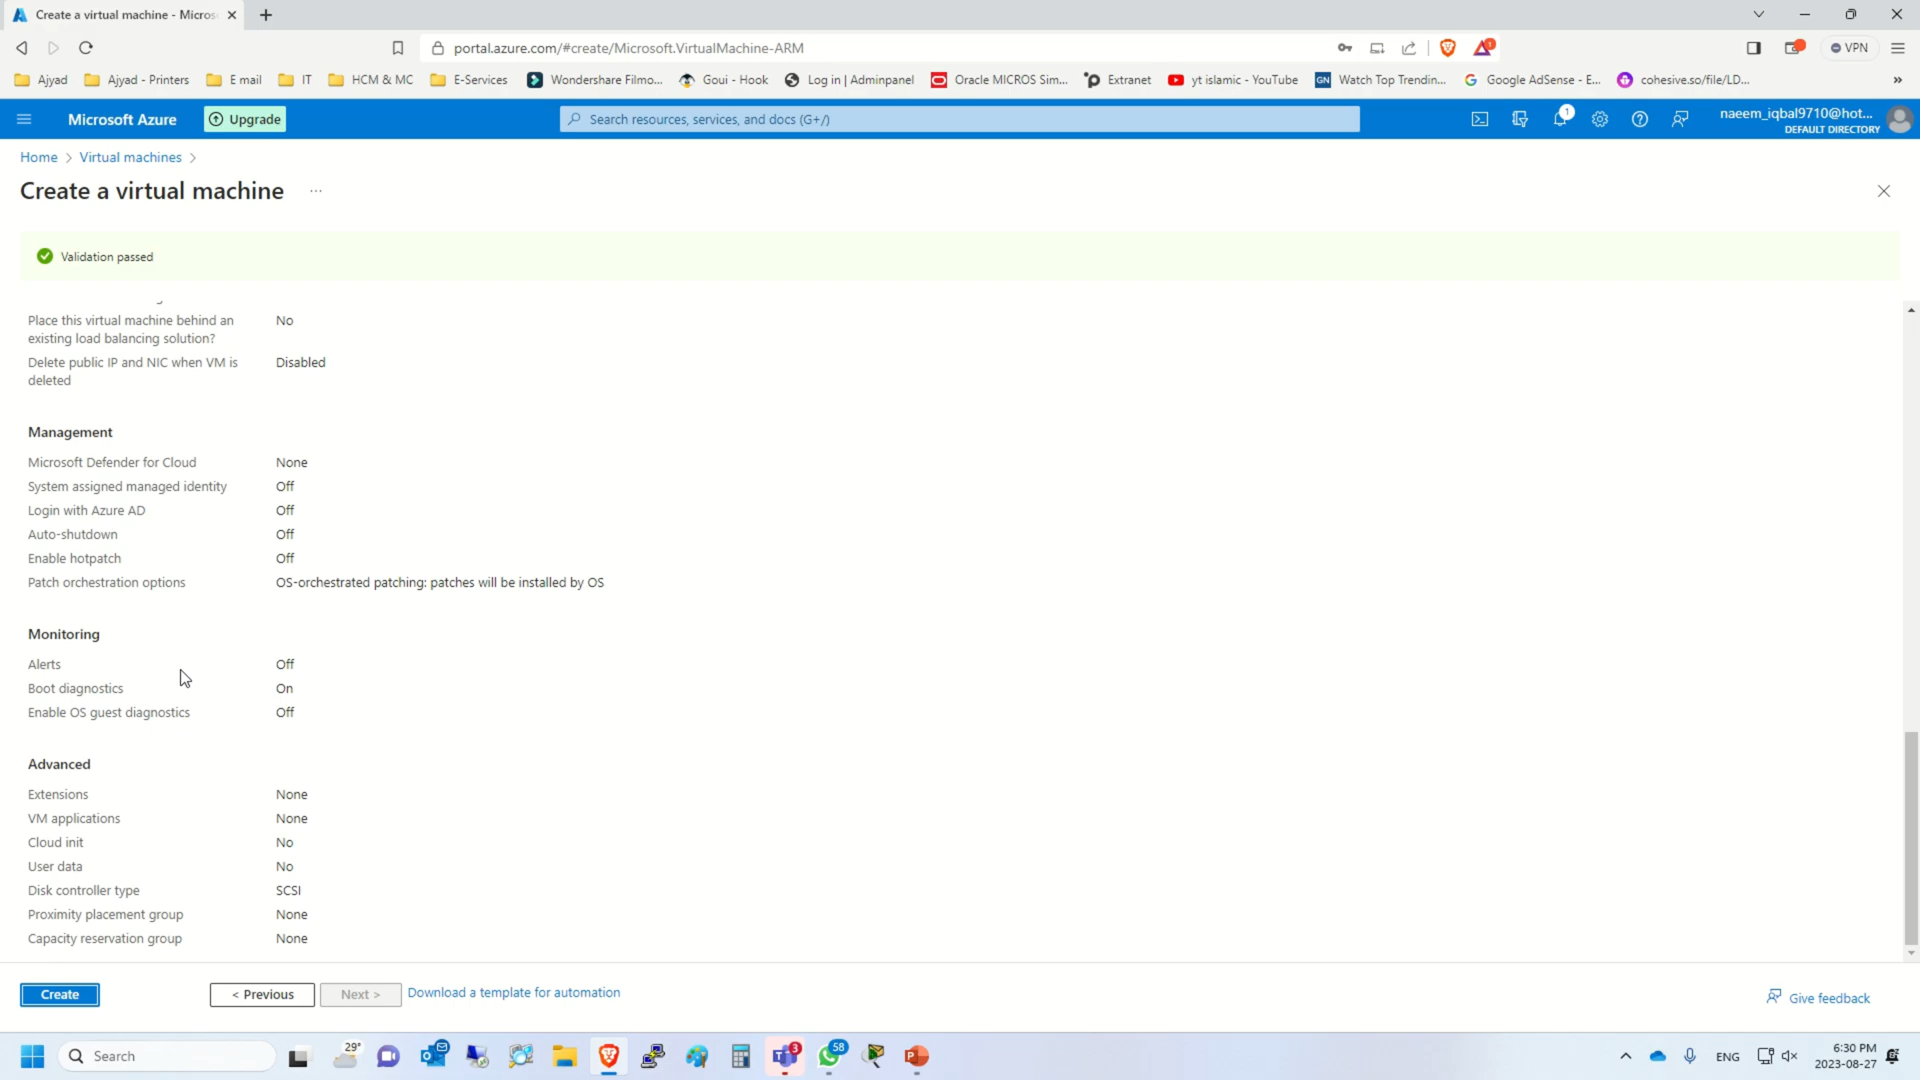 Create a virtual machine - Micros
portal.azure.com/#create/Microsoft.VirtualMachine-ARM
VPN
Ajyad
Ajyad - Printers
E mail
IT
HCM & MC
E-Services
Wondershare Filmo...
Goui - Hook
Log in | Adminpanel
Oracle MICROS Sim...
Extranet
yt islamic - YouTube
Watch Top Trendin...
Google AdSense - E...
cohesive.so/file/LD...
Microsoft Azure
Upgrade
Search resources, services, and docs (G+/)
1
naeem_iqbal9710@hot...
DEFAULT DIRECTORY
Home > Virtual machines >
Create a virtual machine ...
Validation passed
Place this virtual machine behind an existing load balancing solution? No
Delete public IP and NIC when VM is deleted Disabled
Management
Microsoft Defender for Cloud None
System assigned managed identity Off
Login with Azure AD Off
Auto-shutdown Off
Enable hotpatch Off
Patch orchestration options OS-orchestrated patching: patches will be installed by OS
Monitoring
Alerts Off
Boot diagnostics On
Enable OS guest diagnostics Off
Advanced
Extensions None
VM applications None
Cloud init No
User data No
Disk controller type SCSI
Proximity placement group None
Capacity reservation group None
Create
< Previous
Next >
Download a template for automation
Give feedback
Search
29°
3
58
ENG
6:30 PM
2023-08-27